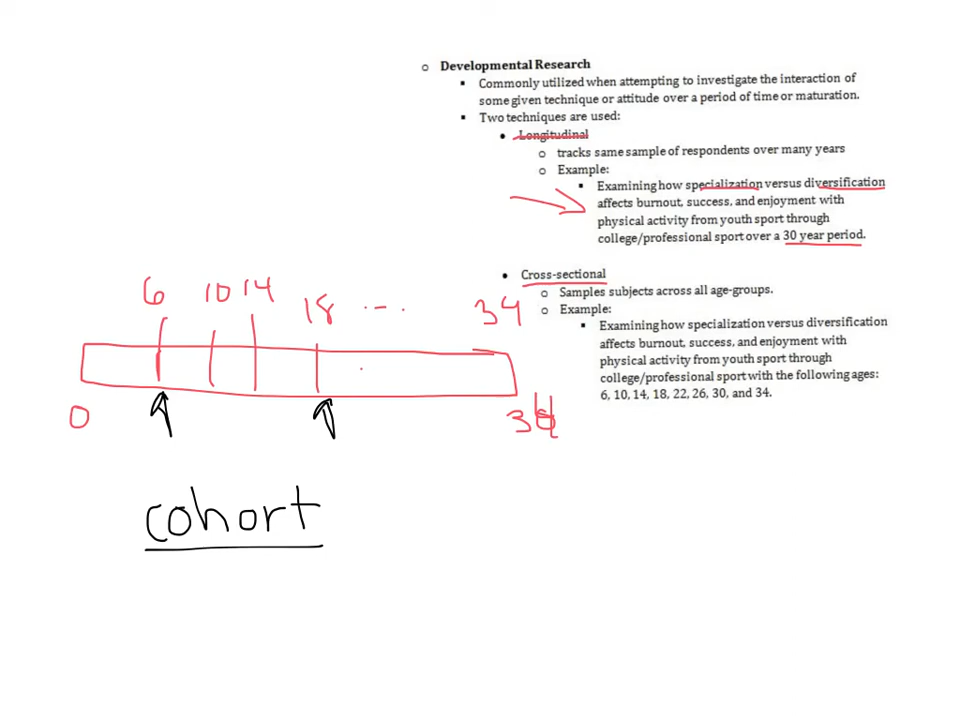 Developmental Research
Commonly utilized when attempting to investigate the interaction of
some given technique or attitude over a period of time or maturation.
Two techniques are used:
Longitudinal
tracks same sample of respondents over many years
Example:
Examining how specialization versus diversification
affects burnout, success, and enjoyment with
physical activity from youth sport through
college/professional sport over a 30 year period.
Cross-sectional
Samples subjects across all age-groups.
Example:
Examining how specialization versus diversification
affects burnout, success, and enjoyment with
physical activity from youth sport through
college/professional sport with the following ages:
6, 10, 14, 18, 22, 26, 30, and 34.
6 10 14 18 ... 34
0 34
cohort